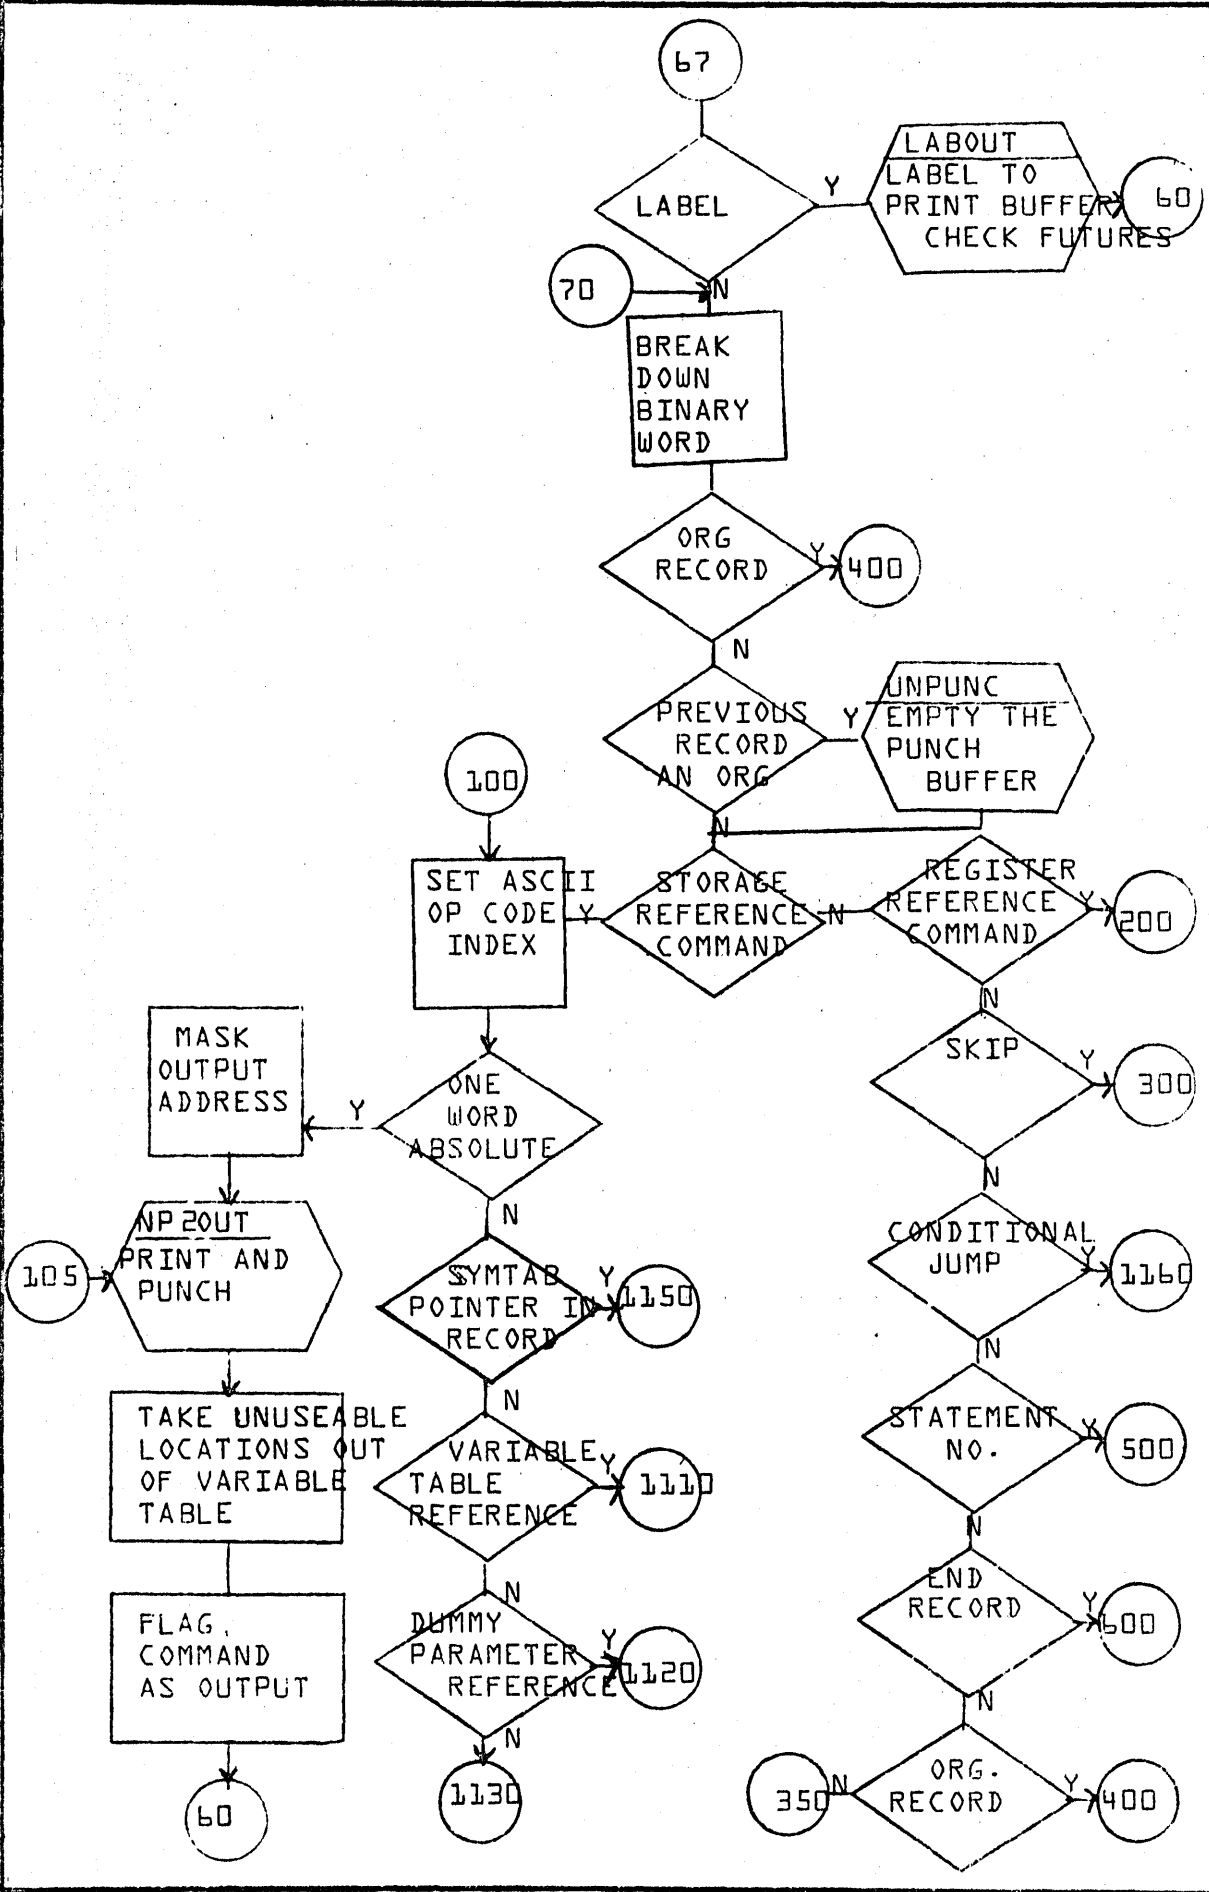 67
LABEL
Y
LABOUT
LABEL TO
PRINT BUFFER
CHECK FUTURES
60
70
N
BREAK
DOWN
BINARY
WORD
ORG
RECORD
Y
400
N
PREVIOUS
RECORD
AN ORG
Y
UNPUNC
EMPTY THE
PUNCH
BUFFER
N
100
SET ASCII
OP CODE
INDEX
Y
STORAGE
REFERENCE
COMMAND
N
REGISTER
REFERENCE
COMMAND
Y
200
N
SKIP
Y
300
N
CONDITIONAL
JUMP
Y
1160
N
STATEMENT
NO.
Y
500
N
END
RECORD
Y
600
N
ORG.
RECORD
Y
400
N
350
ONE
WORD
ABSOLUTE
Y
MASK
OUTPUT
ADDRESS
N
105
NP2OUT
PRINT AND
PUNCH
TAKE UNUSEABLE
LOCATIONS OUT
OF VARIABLE
TABLE
FLAG,
COMMAND
AS OUTPUT
60
SYMTAB
POINTER IN
RECORD
Y
1150
N
VARIABLE
TABLE
REFERENCE
Y
1110
N
DUMMY
PARAMETER
REFERENCE
Y
1120
N
1130